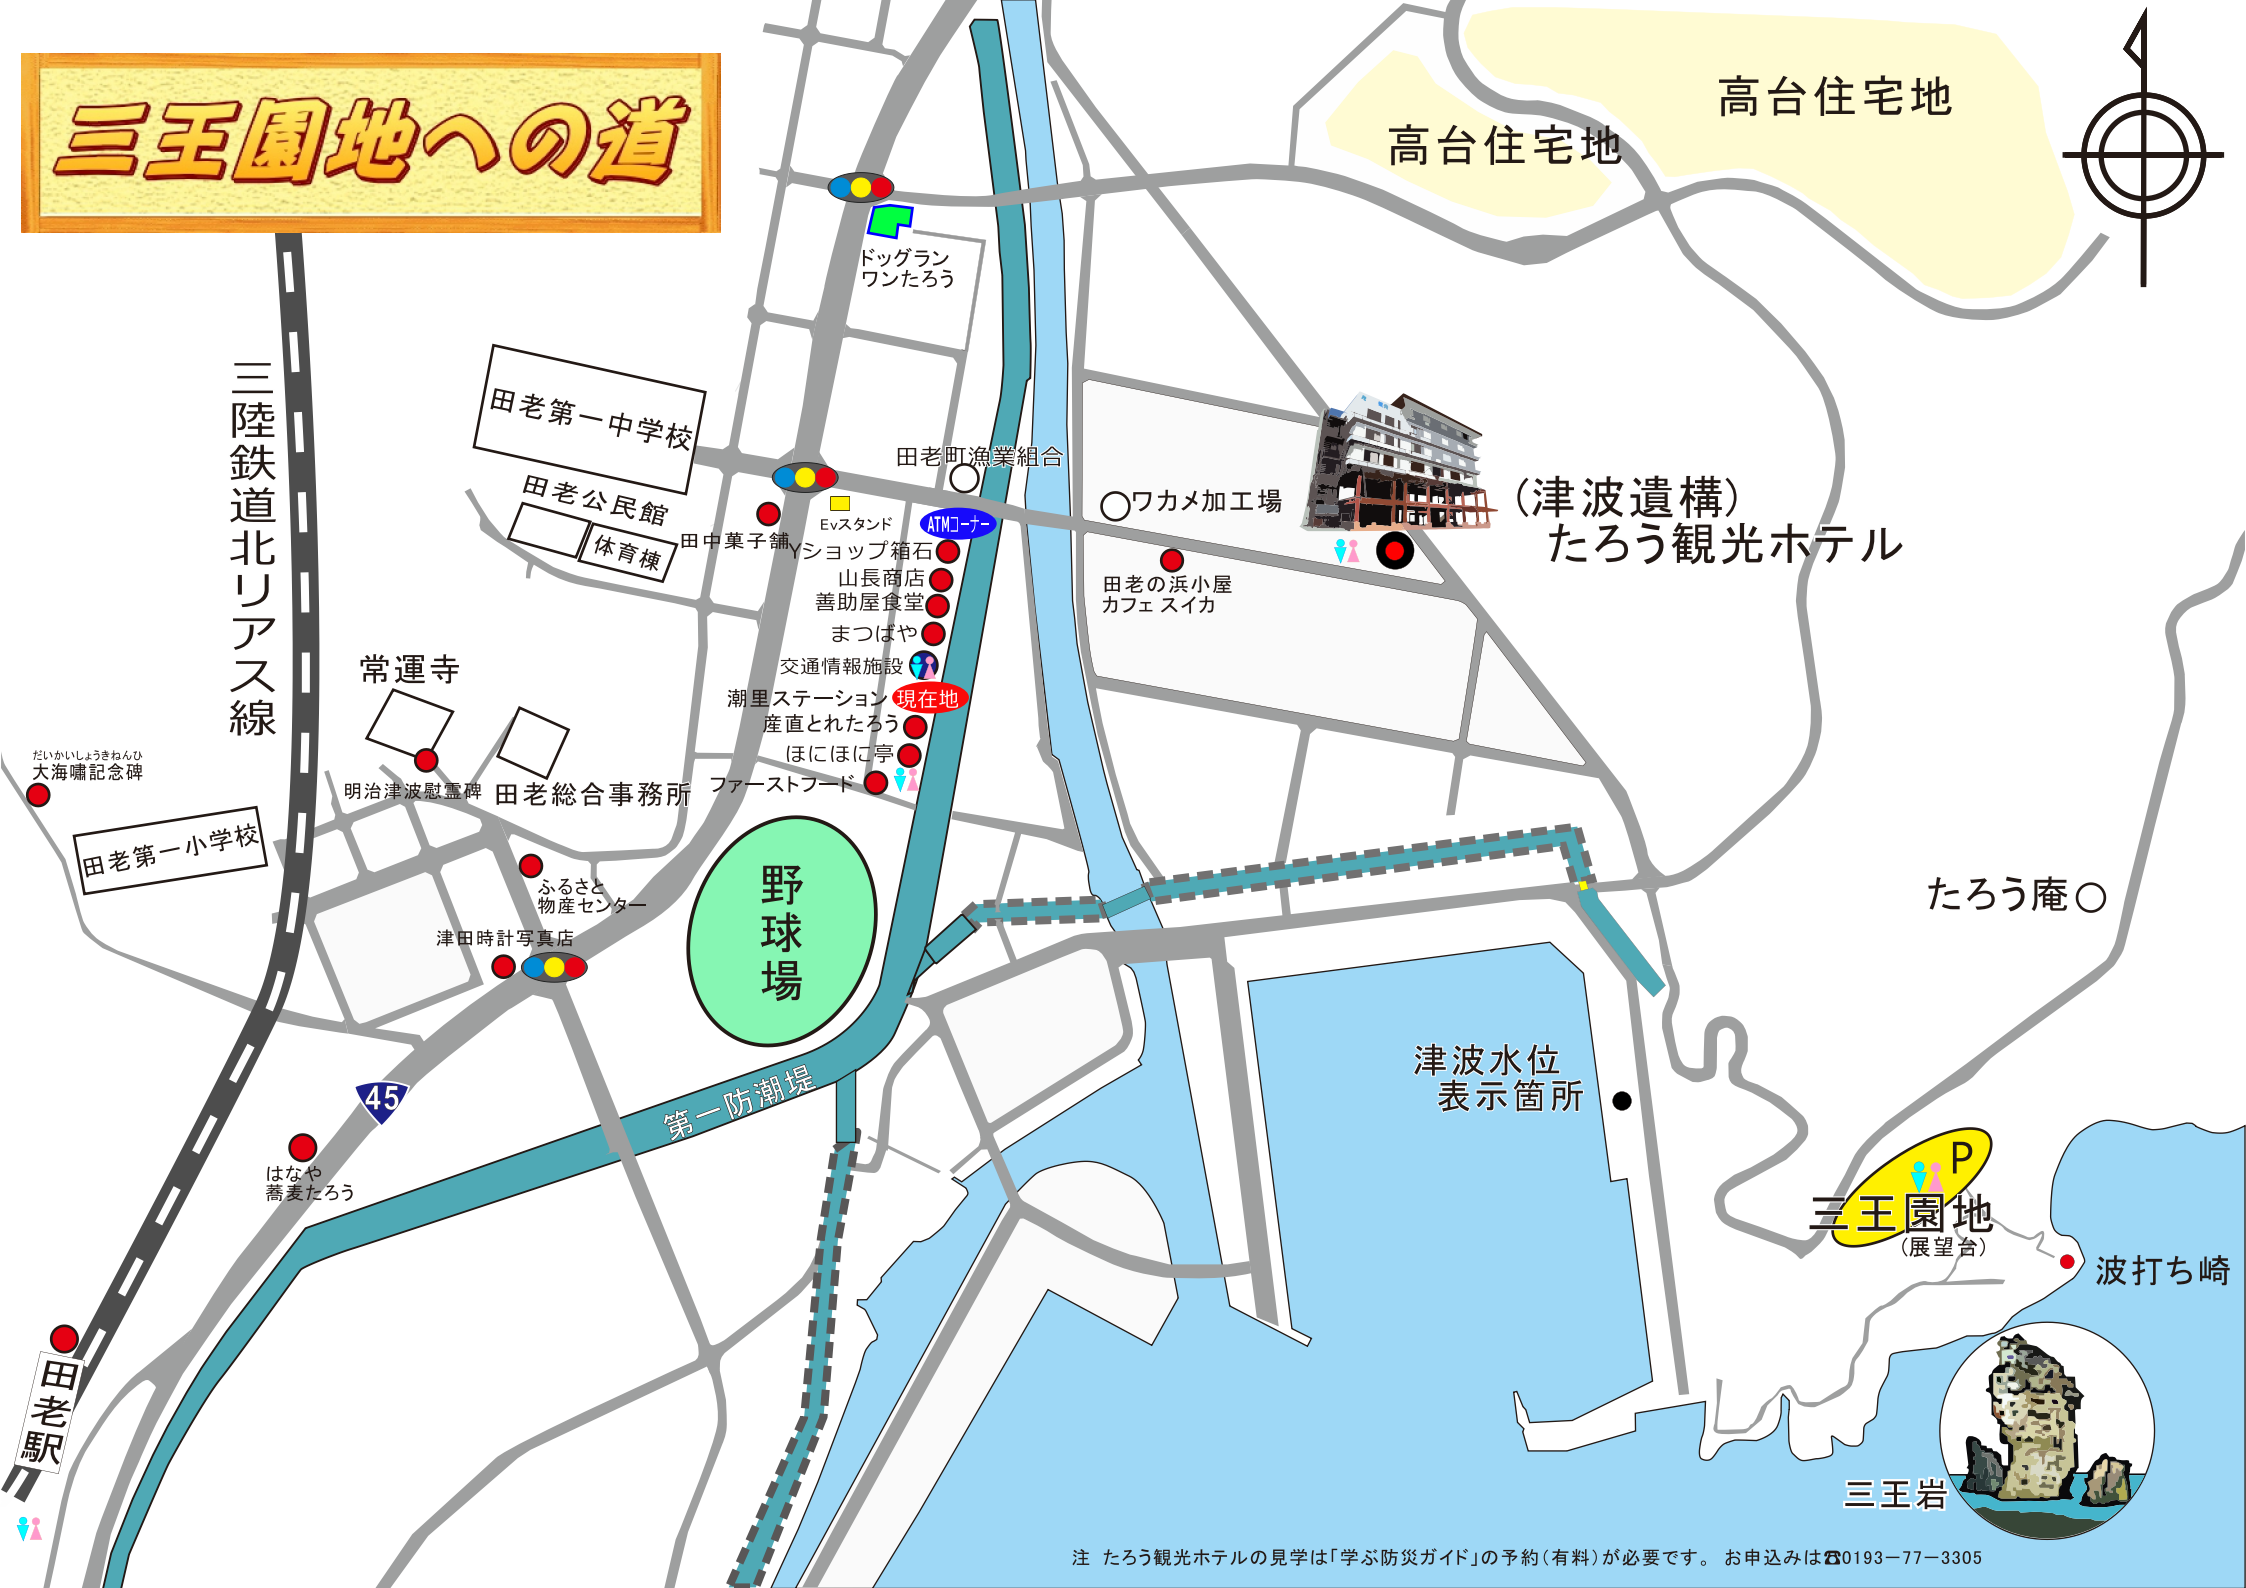 三王園地への道
高台住宅地
高台住宅地
ドッグラン
ワンたろう
三陸鉄道北リアス線
田老第一中学校
田老公民館
体育棟
田中菓子舗
Evスタンド
田老町漁業組合
ATMコーナー
Yショップ箱石
山長商店
善助屋食堂
まつばや
交通情報施設
潮里ステーション
現在地
産直とれたろう
ほにほに亭
ファーストフード
ワカメ加工場
田老の浜小屋
カフェ スイカ
(津波遺構)
たろう観光ホテル
常運寺
明治津波慰霊碑
田老総合事務所
だいかいしょうきねんひ
大海嘯記念碑
田老第一小学校
ふるさと
物産センター
津田時計写真店
野球場
第一防潮堤
45
はなや
蕎麦たろう
田老駅
たろう庵
津波水位
表示箇所
P
三王園地
(展望台)
波打ち崎
三王岩
注 たろう観光ホテルの見学は「学ぶ防災ガイド」の予約(有料)が必要です。 お申込みは☎0193-77-3305